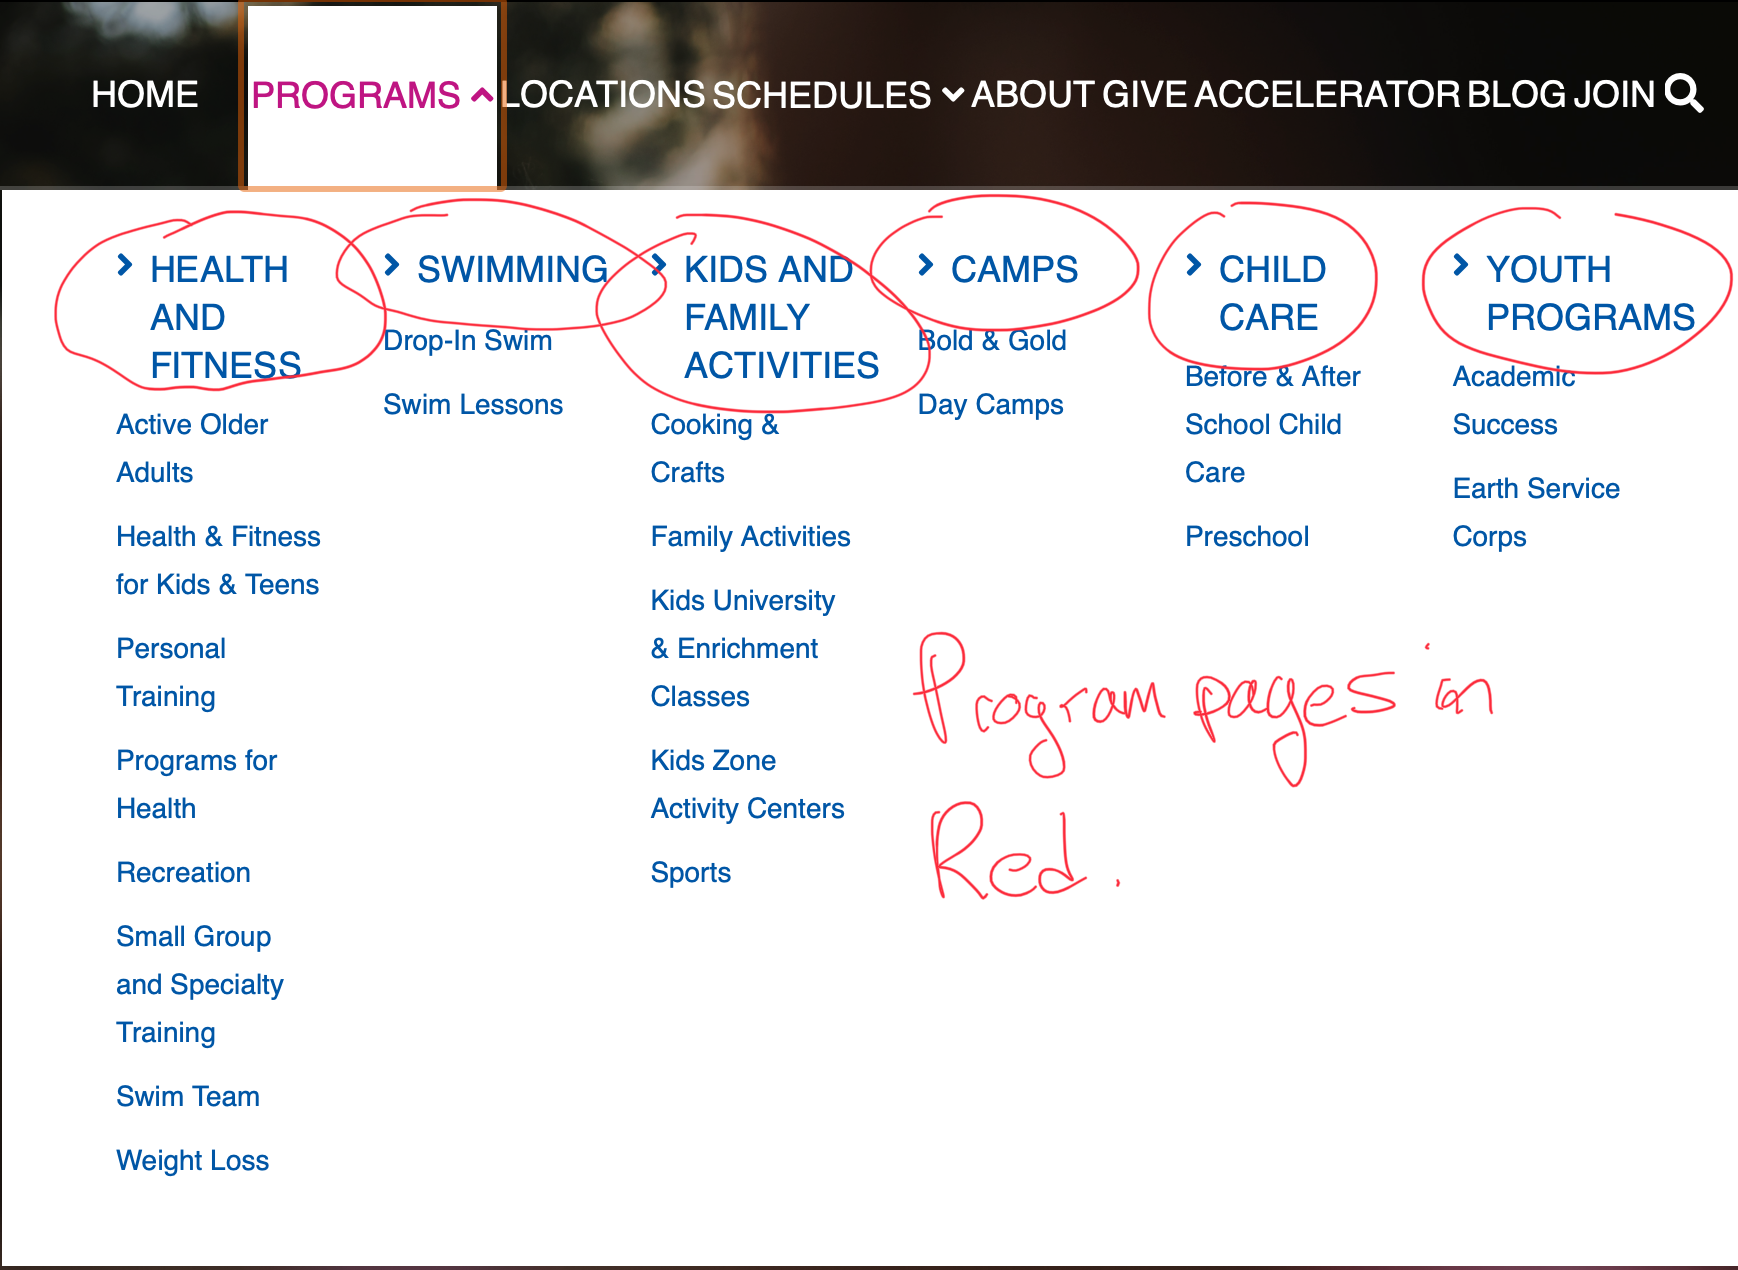 HOME PROGRAMS LOCATIONS SCHEDULES ABOUT GIVE ACCELERATOR BLOG JOIN
HEALTH
AND
FITNESS
Active Older
Adults
Health & Fitness
for Kids & Teens
Personal
Training
Programs for
Health
Recreation
Small Group
and Specialty
Training
Swim Team
Weight Loss
SWIMMING
Drop-In Swim
Swim Lessons
KIDS AND
FAMILY
ACTIVITIES
Cooking &
Crafts
Family Activities
Kids University
& Enrichment
Classes
Kids Zone
Activity Centers
Sports
CAMPS
Bold & Gold
Day Camps
CHILD
CARE
Before & After
School Child
Care
Preschool
YOUTH
PROGRAMS
Academic
Success
Earth Service
Corps
Program pages in
Red.